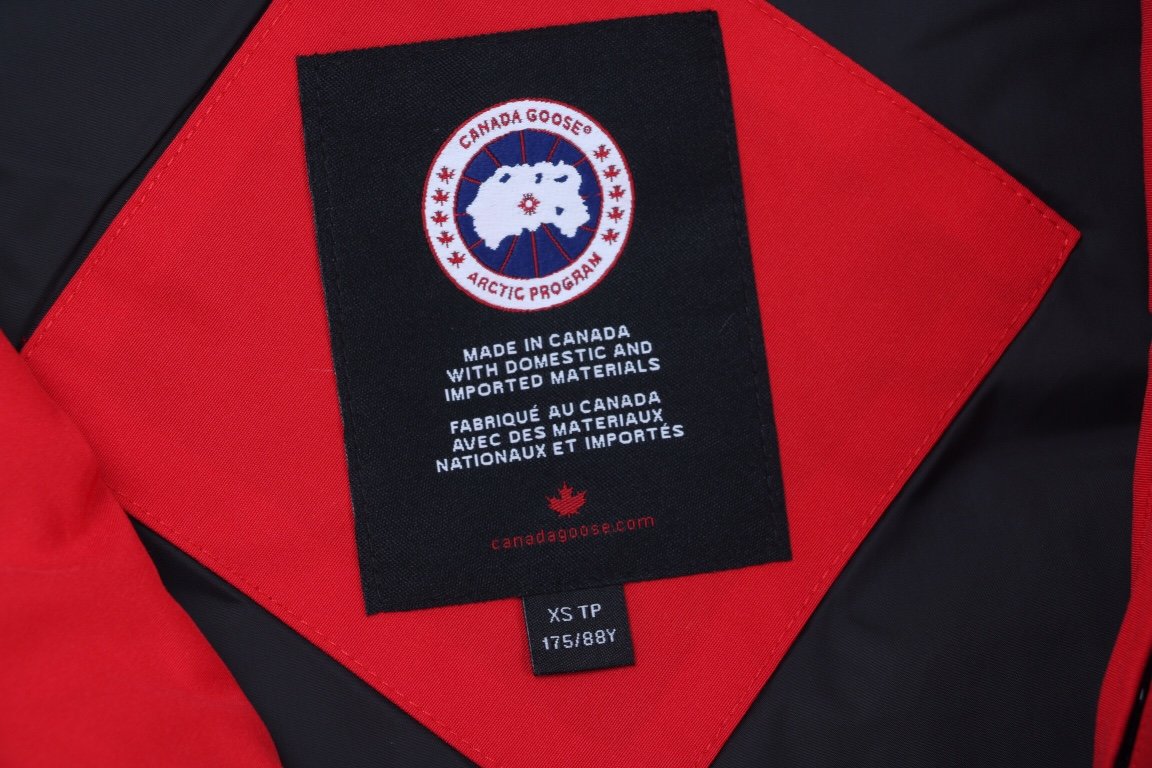 CANADA GOOSE®
ARCTIC PROGRAM
MADE IN CANADA
WITH DOMESTIC AND
IMPORTED MATERIALS
FABRIQUÉ AU CANADA
AVEC DES MATERIAUX
NATIONAUX ET IMPORTÉS
canadagoose.com
XS TP
175/88Y